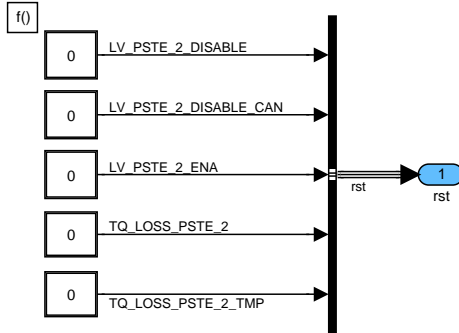 f()
0
LV_PSTE_2_DISABLE
0
LV_PSTE_2_DISABLE_CAN
0
LV_PSTE_2_ENA
rst
1
rst
0
TQ_LOSS_PSTE_2
0
TQ_LOSS_PSTE_2_TMP